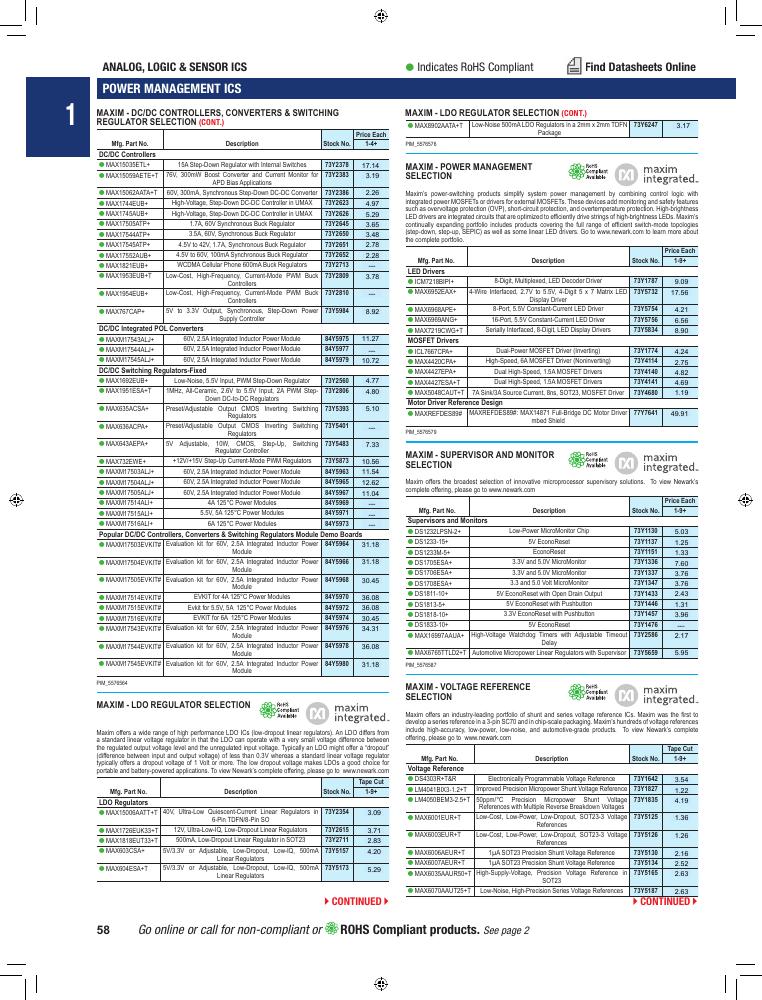 ANALOG, LOGIC & SENSOR ICS
Indicates RoHS Compliant
Find Datasheets Online
POWER MANAGEMENT ICS
1
MAXIM - DC/DC CONTROLLERS, CONVERTERS & SWITCHING
REGULATOR SELECTION (CONT.)
Price Each
Mfg. Part No. Description Stock No. 1-4+
DC/DC Controllers
MAX15035ETL+ 15A Step-Down Regulator with Internal Switches 73Y2378 17.14
MAX15059AETE+T 76V, 300mW Boost Converter and Current Monitor for 73Y2383 3.19
APD Bias Applications
MAX15062AATA+T 60V, 300mA, Synchronous Step-Down DC-DC Converter 73Y2386 2.26
MAX1744EUB+ High-Voltage, Step-Down DC-DC Controller in UMAX 73Y2623 4.97
MAX1745AUB+ High-Voltage, Step-Down DC-DC Controller in UMAX 73Y2626 5.29
MAX17505ATP+ 1.7A, 60V Synchronous Buck Regulator 73Y2645 3.65
MAX17544ATP+ 3.5A, 60V, Synchronous Buck Regulator 73Y2650 3.48
MAX17545ATP+ 4.5V to 42V, 1.7A, Synchronous Buck Regulator 73Y2651 2.78
MAX17552AUB+ 4.5V to 60V, 100mA Synchronous Buck Regulator 73Y2652 2.28
MAX1821EUB+ WCDMA Cellular Phone 600mA Buck Regulators 73Y2713 ---
MAX1953EUB+T Low-Cost, High-Frequency, Current-Mode PWM Buck 73Y2809 3.78
Controllers
MAX1954EUB+ Low-Cost, High-Frequency, Current-Mode PWM Buck 73Y2810 ---
Controllers
MAX767CAP+ 5V to 3.3V Output, Synchronous, Step-Down Power 73Y5984 8.92
Supply Controller
DC/DC Integrated POL Converters
MAXM17543ALJ+ 60V, 2.5A Integrated Inductor Power Module 84Y5975 11.27
MAXM17544ALJ+ 60V, 2.5A Integrated Inductor Power Module 84Y5977 ---
MAXM17545ALJ+ 60V, 2.5A Integrated Inductor Power Module 84Y5979 10.72
DC/DC Switching Regulators-Fixed
MAX1692EUB+ Low-Noise, 5.5V Input, PWM Step-Down Regulator 73Y2560 4.77
MAX1951ESA+T 1MHz, All-Ceramic, 2.6V to 5.5V Input, 2A PWM Step- 73Y2806 4.80
Down DC-to-DC Regulators
MAX635ACSA+ Preset/Adjustable Output CMOS Inverting Switching 73Y5393 5.10
Regulators
MAX636ACPA+ Preset/Adjustable Output CMOS Inverting Switching 73Y5401 ---
Regulators
MAX643AEPA+ 5V Adjustable, 10W, CMOS, Step-Up, Switching 73Y5483 7.33
Regulator Controller
MAX732EWE+ +12V/+15V Step-Up Current-Mode PWM Regulators 73Y5873 10.56
MAXM17503ALJ+ 60V, 2.5A Integrated Inductor Power Module 84Y5963 11.54
MAXM17504ALJ+ 60V, 2.5A Integrated Inductor Power Module 84Y5965 12.62
MAXM17505ALJ+ 60V, 2.5A Integrated Inductor Power Module 84Y5967 11.04
MAXM17514ALI+ 4A 125°C Power Modules 84Y5969 ---
MAXM17515ALI+ 5.5V, 5A 125°C Power Modules 84Y5971 ---
MAXM17516ALI+ 6A 125°C Power Modules 84Y5973 ---
Popular DC/DC Controllers, Converters & Switching Regulators Module Demo Boards
MAXM17503EVKIT# Evaluation kit for 60V, 2.5A Integrated Inductor Power 84Y5964 31.18
Module
MAXM17504EVKIT# Evaluation kit for 60V, 2.5A Integrated Inductor Power 84Y5966 31.18
Module
MAXM17505EVKIT# Evaluation kit for 60V, 2.5A Integrated Inductor Power 84Y5968 30.45
Module
MAXM17514EVKIT# EVKIT for 4A 125°C Power Modules 84Y5970 36.08
MAXM17515EVKIT# Evkit for 5.5V, 5A 125°C Power Modules 84Y5972 36.08
MAXM17516EVKIT# EVKIT for 6A 125°C Power Modules 84Y5974 30.45
MAXM17543EVKIT# Evaluation kit for 60V, 2.5A Integrated Inductor Power 84Y5976 34.31
Module
MAXM17544EVKIT# Evaluation kit for 60V, 2.5A Integrated Inductor Power 84Y5978 36.08
Module
MAXM17545EVKIT# Evaluation kit for 60V, 2.5A Integrated Inductor Power 84Y5980 31.18
Module
PIM_5576564
MAXIM - LDO REGULATOR SELECTION
RoHS Compliant Available
maxim integrated™
Maxim offers a wide range of high performance LDO ICs (low-dropout linear regulators). An LDO differs from
a standard linear voltage regulator in that the LDO can operate with a very small voltage difference between
the regulated output voltage level and the unregulated input voltage. Typically an LDO might offer a "dropout"
(difference between input and output voltage) of less than 0.3V whereas a standard linear voltage regulator
typically offers a dropout voltage of 1 Volt or more. The low dropout voltage makes LDOs a good choice for
portable and battery-powered applications. To view Newark's complete offering, please go to www.newark.com
Tape Cut
Mfg. Part No. Description Stock No. 1-9+
LDO Regulators
MAX15006AATT+T 40V, Ultra-Low Quiescent-Current Linear Regulators in 73Y2354 3.09
6-Pin TDFN/8-Pin SO
MAX1726EUK33+T 12V, Ultra-Low-IQ, Low-Dropout Linear Regulators 73Y2615 3.71
MAX1818EUT33+T 500mA, Low-Dropout Linear Regulator in SOT23 73Y2711 2.83
MAX603CSA+ 5V/3.3V or Adjustable, Low-Dropout, Low-IQ, 500mA 73Y5157 4.20
Linear Regulators
MAX604ESA+T 5V/3.3V or Adjustable, Low-Dropout, Low-IQ, 500mA 73Y5173 5.29
Linear Regulators
CONTINUED
MAXIM - LDO REGULATOR SELECTION (CONT.)
MAX8902AATA+T Low-Noise 500mA LDO Regulators in a 2mm x 2mm TDFN 73Y6247 3.17
Package
PIM_5576576
MAXIM - POWER MANAGEMENT
SELECTION
RoHS Compliant Available
maxim integrated™
Maxim's power-switching products simplify system power management by combining control logic with
integrated power MOSFETs or drivers for external MOSFETs. These devices add monitoring and safety features
such as overvoltage protection (OVP), short-circuit protection, and overtemperature protection. High-brightness
LED drivers are integrated circuits that are optimized to efficiently drive strings of high-brightness LEDs. Maxim's
continually expanding portfolio includes products covering the full range of efficient switch-mode topologies
(step-down, step-up, SEPIC) as well as some linear LED drivers. Go to www.newark.com to learn more about
the complete portfolio.
Price Each
Mfg. Part No. Description Stock No. 1-9+
LED Drivers
ICM7218BIPI+ 8-Digit, Multiplexed, LED Decoder Driver 73Y1787 9.09
MAX6952EAX+ 4-Wire Interfaced, 2.7V to 5.5V, 4-Digit 5 x 7 Matrix LED 73Y5732 17.56
Display Driver
MAX6968APE+ 8-Port, 5.5V Constant-Current LED Driver 73Y5754 4.21
MAX6969ANG+ 16-Port, 5.5V Constant-Current LED Driver 73Y5756 6.56
MAX7219CWG+T Serially Interfaced, 8-Digit, LED Display Drivers 73Y5834 8.90
MOSFET Drivers
ICL7667CPA+ Dual-Power MOSFET Driver (Inverting) 73Y1774 4.24
MAX4420CPA+ High-Speed, 6A MOSFET Driver (Noninverting) 73Y4114 2.75
MAX4427EPA+ Dual High-Speed, 1.5A MOSFET Drivers 73Y4140 4.82
MAX4427ESA+T Dual High-Speed, 1.5A MOSFET Drivers 73Y4141 4.69
MAX5048CAUT+T 7A Sink/3A Source Current, 8ns, SOT23, MOSFET Driver 73Y4680 1.19
Motor Driver Reference Design
MAXREFDES89# MAXREFDES89#: MAX14871 Full-Bridge DC Motor Driver 77Y7641 49.91
mbed Shield
PIM_5576579
MAXIM - SUPERVISOR AND MONITOR
SELECTION
RoHS Compliant Available
maxim integrated™
Maxim offers the broadest selection of innovative microprocessor supervisory solutions. To view Newark's
complete offering, please go to www.newark.com
Price Each
Mfg. Part No. Description Stock No. 1-9+
Supervisors and Monitors
DS1232LPSN-2+ Low-Power MicroMonitor Chip 73Y1130 5.03
DS1233-15+ 5V EconoReset 73Y1137 1.25
DS1233M-5+ EconoReset 73Y1151 1.33
DS1705ESA+ 3.3V and 5.0V MicroMonitor 73Y1336 7.60
DS1706ESA+ 3.3V and 5.0V MicroMonitor 73Y1337 3.76
DS1708ESA+ 3.3 and 5.0 Volt MicroMonitor 73Y1347 3.76
DS1811-10+ 5V EconoReset with Open Drain Output 73Y1433 2.43
DS1813-5+ 5V EconoReset with Pushbutton 73Y1446 1.31
DS1818-10+ 3.3V EconoReset with Pushbutton 73Y1457 3.96
DS1833-10+ 5V EconoReset 73Y1476 ---
MAX16997AAUA+ High-Voltage Watchdog Timers with Adjustable Timeout 73Y2586 2.17
Delay
MAX6765TTLD2+T Automotive Micropower Linear Regulators with Supervisor 73Y5659 5.95
PIM_5576587
MAXIM - VOLTAGE REFERENCE
SELECTION
RoHS Compliant Available
maxim integrated™
Maxim offers an industry-leading portfolio of shunt and series voltage reference ICs. Maxim was the first to
develop a series reference in a 3-pin SC70 and in chip-scale packaging. Maxim's hundreds of voltage references
include high-accuracy, low-power, low-noise, and automotive-grade products. To view Newark's complete
offering, please go to www.newark.com
Tape Cut
Mfg. Part No. Description Stock No. 1-9+
Voltage Reference
DS4303R+T&R Electronically Programmable Voltage Reference 73Y1642 3.54
LM4041BIX3-1.2+T Improved Precision Micropower Shunt Voltage Reference 73Y1827 1.22
LM4050BEM3-2.5+T 50ppm/°C Precision Micropower Shunt Voltage 73Y1835 4.19
References with Multiple Reverse Breakdown Voltages
MAX6001EUR+T Low-Cost, Low-Power, Low-Dropout, SOT23-3 Voltage 73Y5125 1.36
References
MAX6003EUR+T Low-Cost, Low-Power, Low-Dropout, SOT23-3 Voltage 73Y5126 1.26
References
MAX6006AEUR+T 1µA SOT23 Precision Shunt Voltage Reference 73Y5130 2.16
MAX6007AEUR+T 1µA SOT23 Precision Shunt Voltage Reference 73Y5134 2.52
MAX6035AAUR50+T High-Supply-Voltage, Precision Voltage Reference in 73Y5165 2.63
SOT23
MAX6070AAUT25+T Low-Noise, High-Precision Series Voltage References 73Y5187 2.63
CONTINUED
58 Go online or call for non-compliant or ROHS Compliant products. See page 2